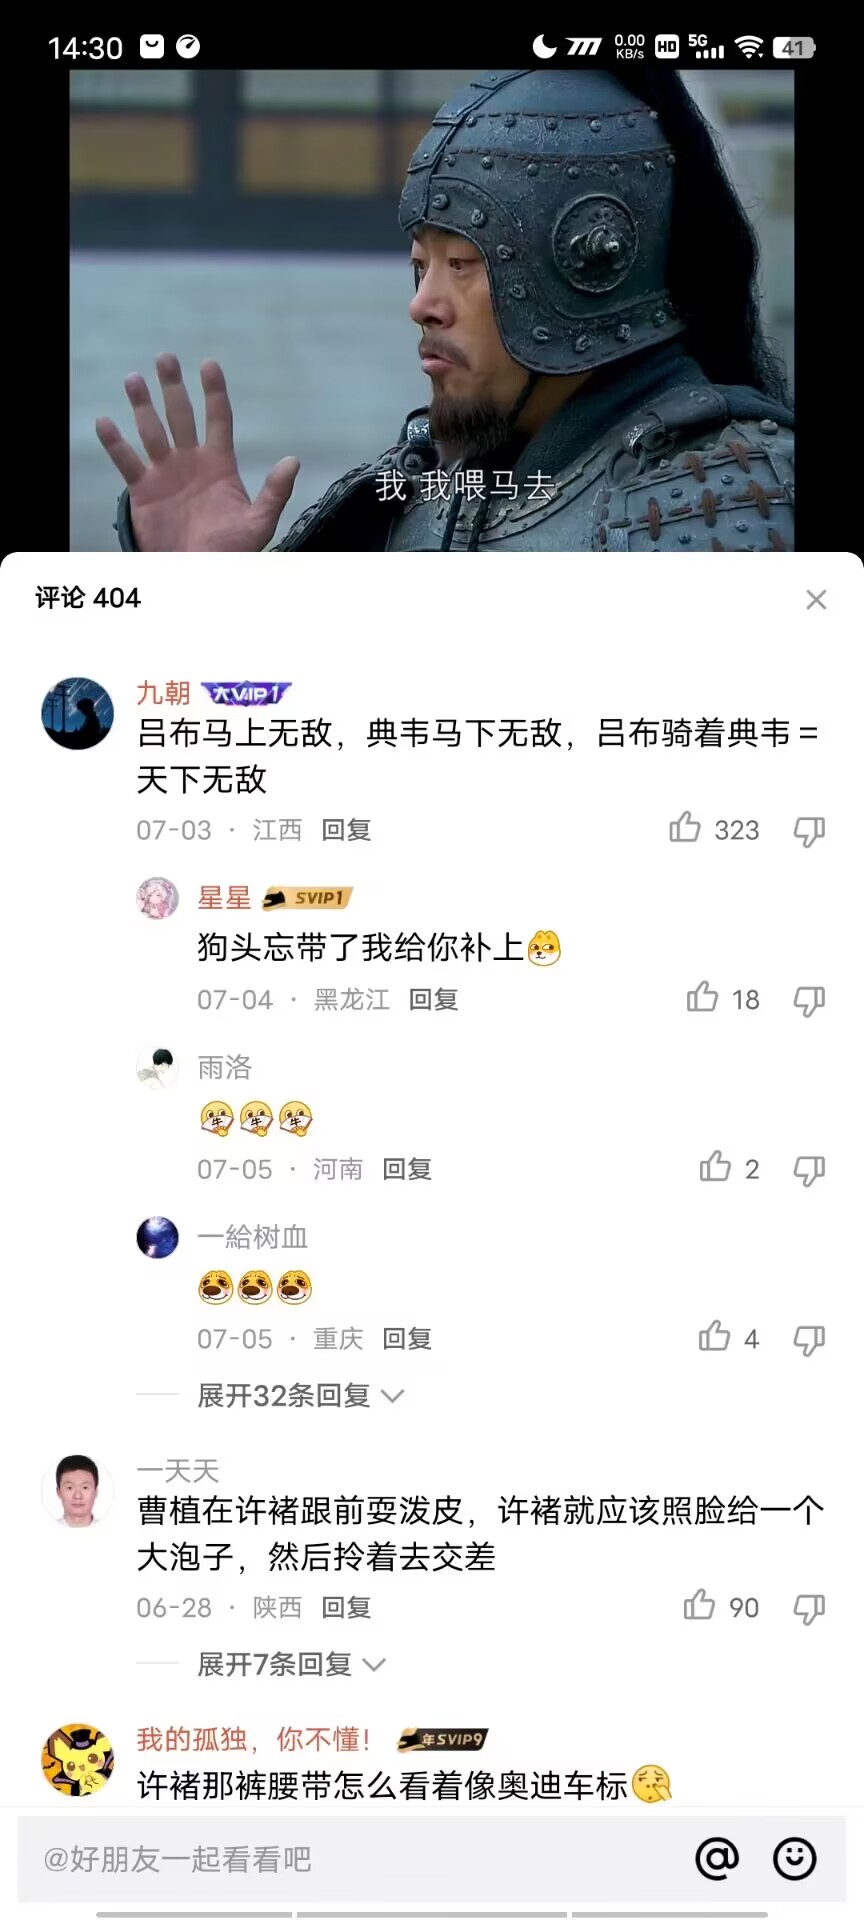 14:30
0.00 KB/s HD 5G 41
我 我喂马去
评论 404
九朝 大VIP1
吕布马上无敌，典韦马下无敌，吕布骑着典韦＝
天下无敌
07-03 · 江西 回复 323
星星 SVIP1
狗头忘带了我给你补上
07-04 · 黑龙江 回复 18
雨洛
牛 牛 牛
07-05 · 河南 回复 2
一給树血
07-05 · 重庆 回复 4
展开32条回复
一天天
曹植在许褚跟前耍泼皮，许褚就应该照脸给一个
大泡子，然后拎着去交差
06-28 · 陕西 回复 90
展开7条回复
我的孤独，你不懂！ 年SVIP9
许褚那裤腰带怎么看着像奥迪车标
@好朋友一起看看吧 @